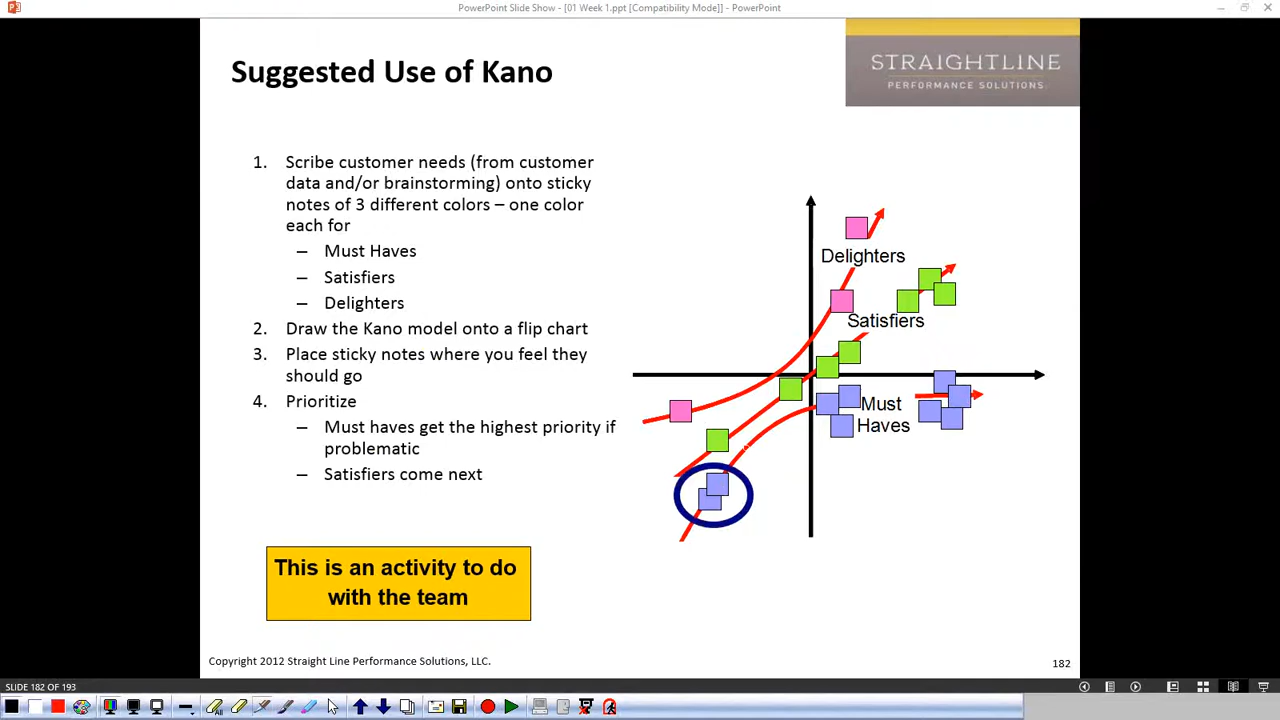 PowerPoint Slide Show - [01 Week 1.ppt [Compatibility Mode]] - PowerPoint
Suggested Use of Kano
STRAIGHTLINE
PERFORMANCE SOLUTIONS.
1. Scribe customer needs (from customer
data and/or brainstorming) onto sticky
notes of 3 different colors – one color
each for
– Must Haves
– Satisfiers
– Delighters
2. Draw the Kano model onto a flip chart
3. Place sticky notes where you feel they
should go
4. Prioritize
– Must haves get the highest priority if
problematic
– Satisfiers come next
Delighters
Satisfiers
Must
Haves
This is an activity to do
with the team
Copyright 2012 Straight Line Performance Solutions, LLC.
182
SLIDE 182 OF 193